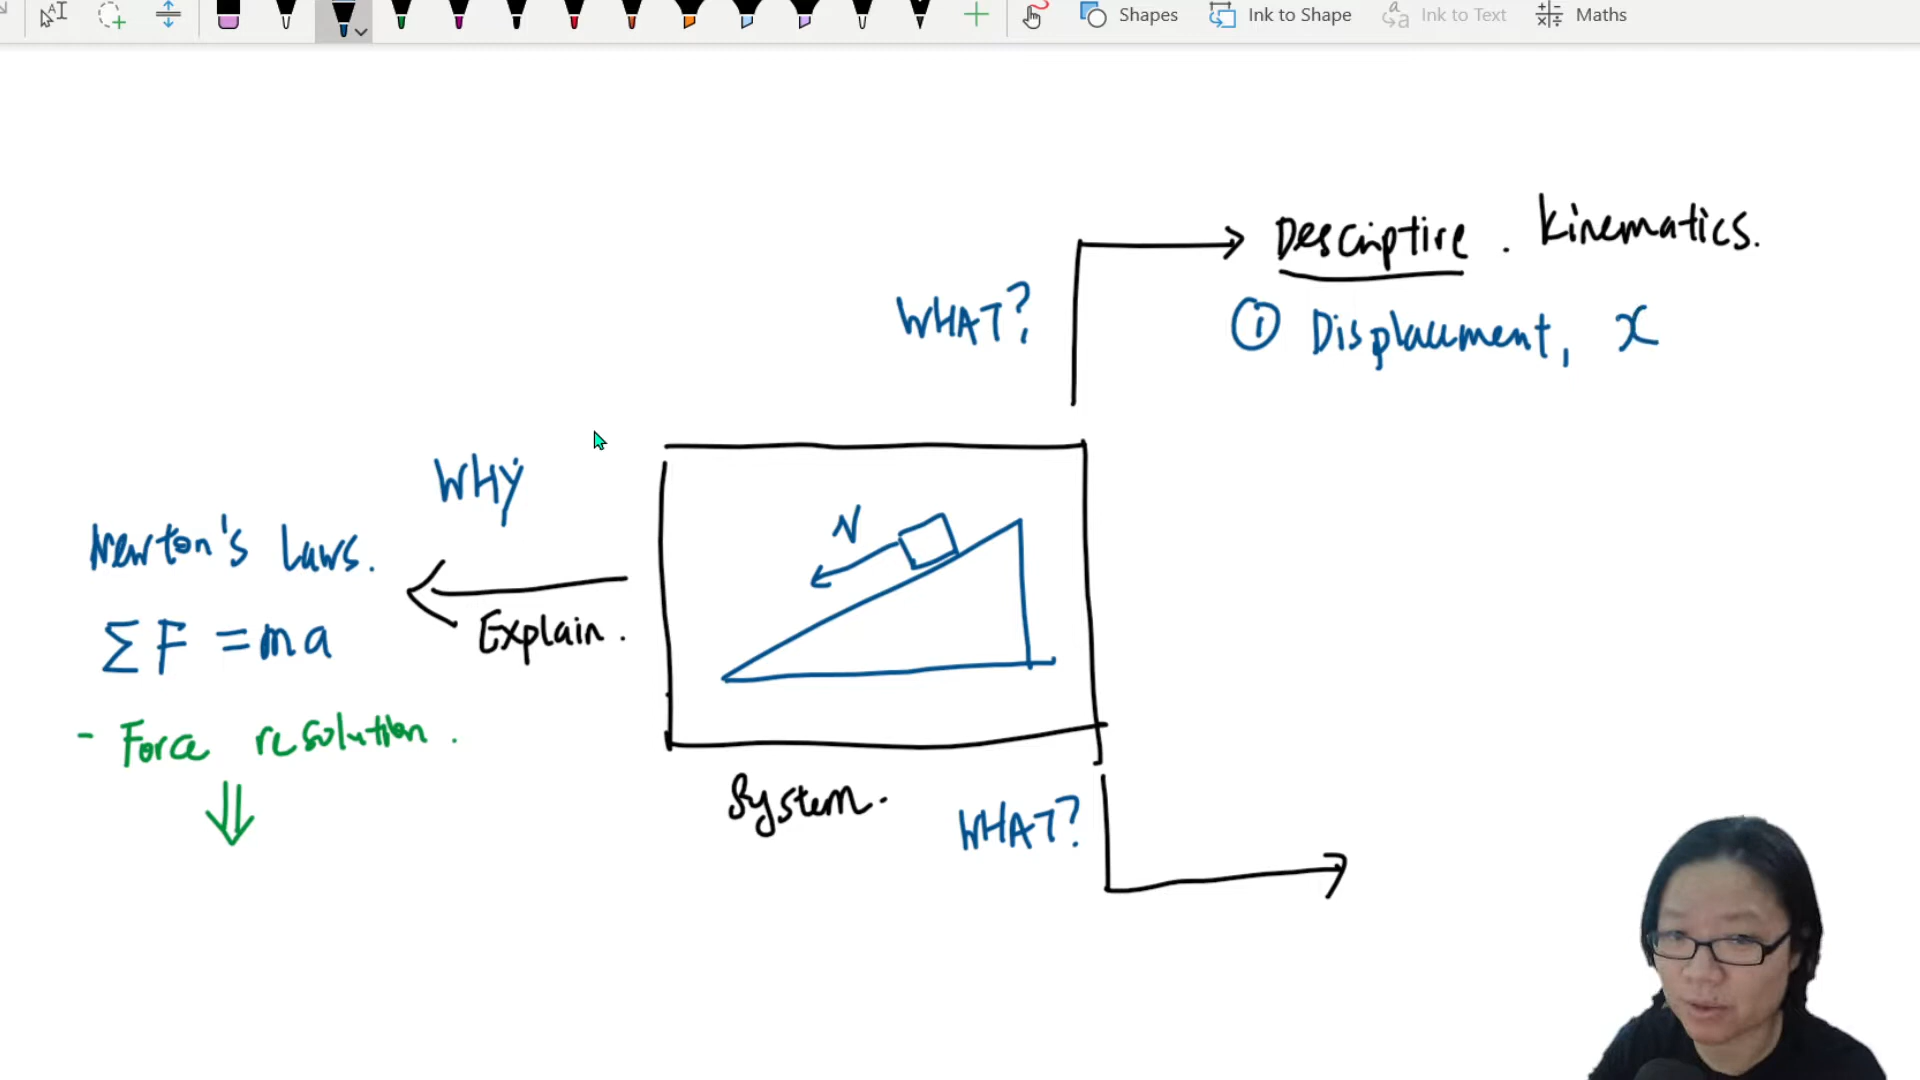 Shapes
Ink to Shape
Ink to Text
Maths
Descriptive. Kinematics.
WHAT?
① Displacement, x
WHY
Newton's Laws.
Explain.
ΣF = ma
- Force resolution.
⇓
N
System.
WHAT?